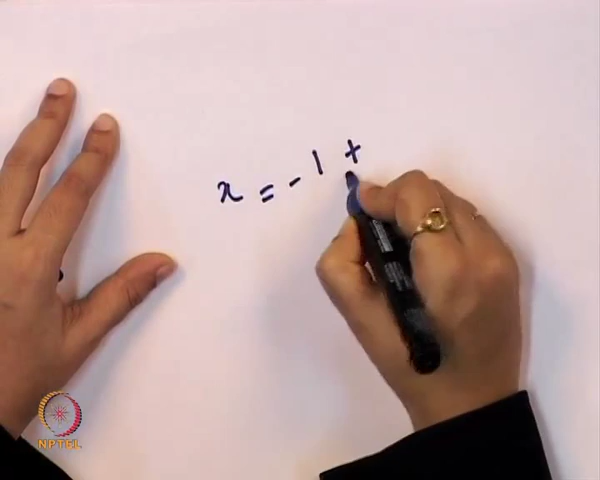 x = - 1 +
NPTEL